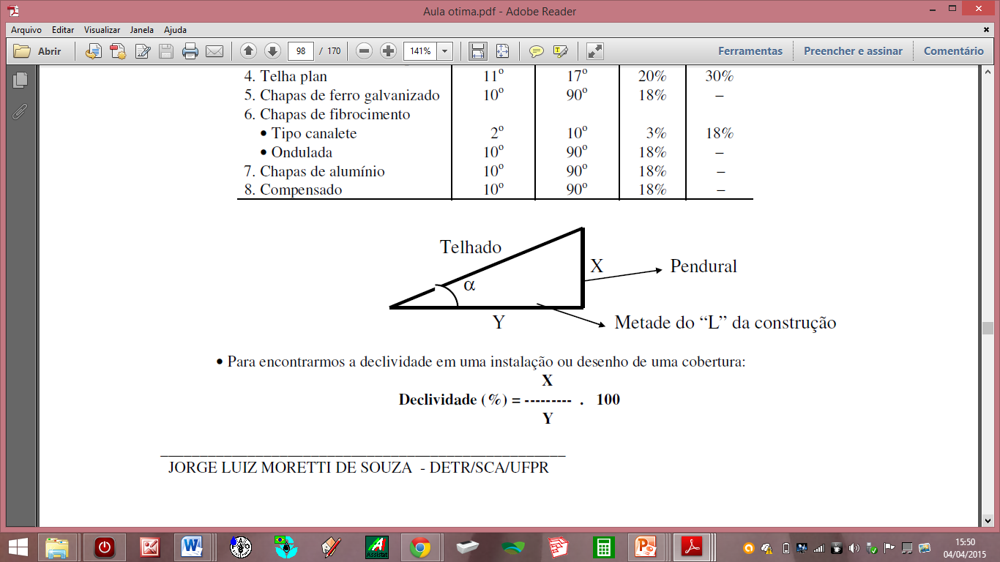 Aula otima.pdf - Adobe Reader
Arquivo Editar Visualizar Janela Ajuda
Abrir 98 / 170 141% Ferramentas Preencher e assinar Comentário
4. Telha plan 11º 17º 20% 30%
5. Chapas de ferro galvanizado 10º 90º 18% –
6. Chapas de fibrocimento
• Tipo canalete 2º 10º 3% 18%
• Ondulada 10º 90º 18% –
7. Chapas de alumínio 10º 90º 18% –
8. Compensado 10º 90º 18% –
Telhado
X Pendural
α
Y Metade do “L” da construção
• Para encontrarmos a declividade em uma instalação ou desenho de uma cobertura:
X
Declividade (%) = --------- . 100
Y
JORGE LUIZ MORETTI DE SOUZA - DETR/SCA/UFPR
Assistat
15:50
04/04/2015